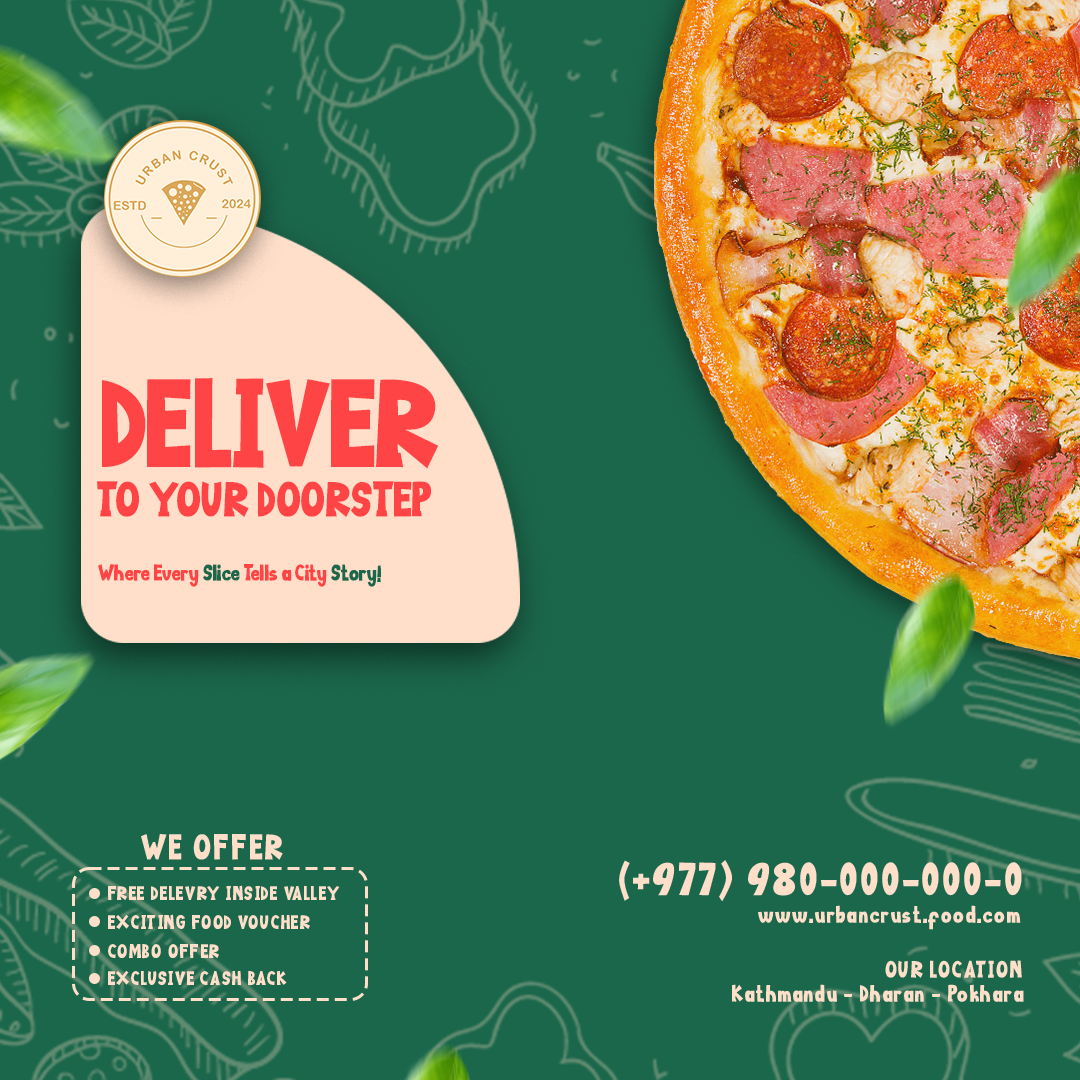 URBAN CRUST
ESTD 2024
DELIVER
TO YOUR DOORSTEP
Where Every Slice Tells a City Story!
WE OFFER
FREE DELEVRY INSIDE VALLEY
EXCITING FOOD VOUCHER
COMBO OFFER
EXCLUSIVE CASH BACK
(+977) 980-000-000-0
www.urbancrust.food.com
OUR LOCATION
Kathmandu - Dharan - Pokhara